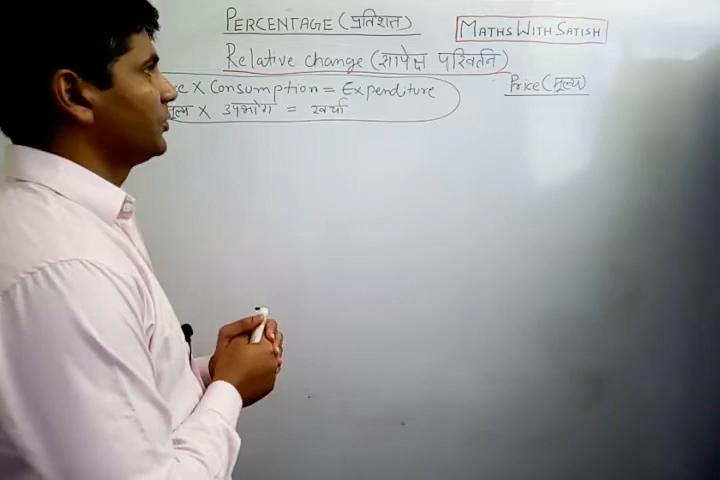 PERCENTAGE (प्रतिशत)
MATHS WITH SATISH
Relative change (सापेक्ष परिवर्तन)
X Consumption = Expenditure
मूल्य X उपभोग = खर्चा
Price (मूल्य)